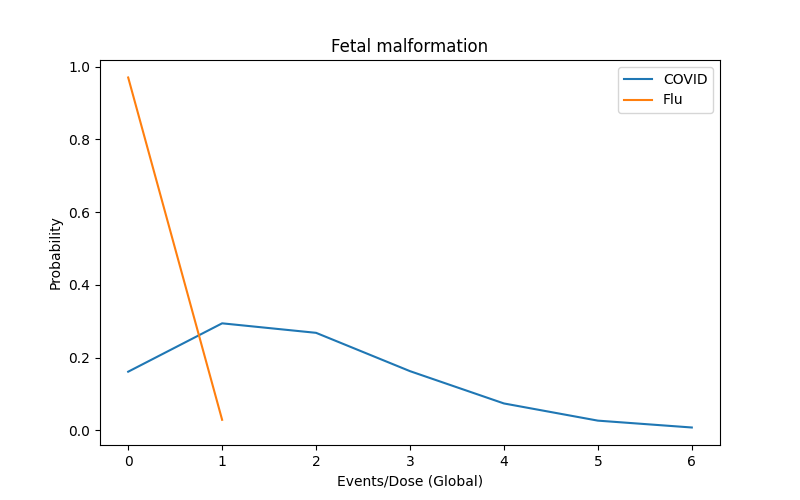 Fetal malformation
COVID
Flu
Probability
1.0
0.8
0.6
0.4
0.2
0.0
0 1 2 3 4 5 6
Events/Dose (Global)